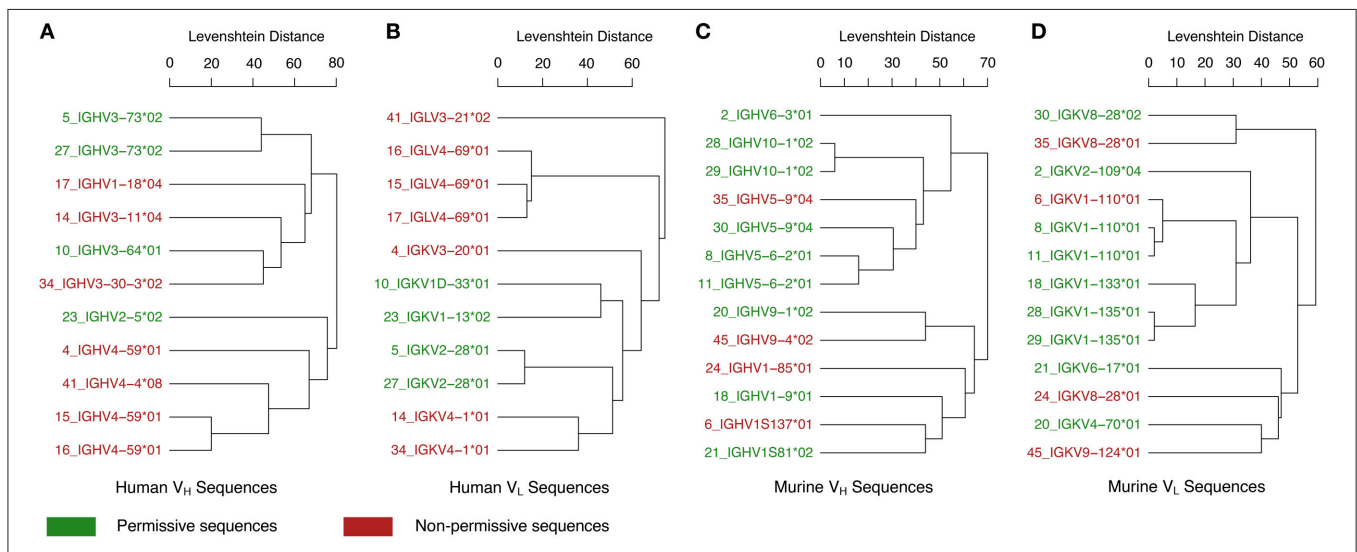 A
Levenshtein Distance
0 20 40 60 80
5_IGHV3−73*02
27_IGHV3−73*02
17_IGHV1−18*04
14_IGHV3−11*04
10_IGHV3−64*01
34_IGHV3−30−3*02
23_IGHV2−5*02
4_IGHV4−59*01
41_IGHV4−4*08
15_IGHV4−59*01
16_IGHV4−59*01
Human VH Sequences
B
Levenshtein Distance
0 20 40 60
41_IGLV3−21*02
16_IGLV4−69*01
15_IGLV4−69*01
17_IGLV4−69*01
4_IGKV3−20*01
10_IGKV1D−33*01
23_IGKV1−13*02
5_IGKV2−28*01
27_IGKV2−28*01
14_IGKV4−1*01
34_IGKV4−1*01
Human VL Sequences
C
Levenshtein Distance
0 10 30 50 70
2_IGHV6−3*01
28_IGHV10−1*02
29_IGHV10−1*02
35_IGHV5−9*04
30_IGHV5−9*04
8_IGHV5−6−2*01
11_IGHV5−6−2*01
20_IGHV9−1*02
45_IGHV9−4*02
24_IGHV1−85*01
18_IGHV1−9*01
6_IGHV1S137*01
21_IGHV1S81*02
Murine VH Sequences
D
Levenshtein Distance
0 10 20 30 40 50 60
30_IGKV8−28*02
35_IGKV8−28*01
2_IGKV2−109*04
6_IGKV1−110*01
8_IGKV1−110*01
11_IGKV1−110*01
18_IGKV1−133*01
28_IGKV1−135*01
29_IGKV1−135*01
21_IGKV6−17*01
24_IGKV8−28*01
20_IGKV4−70*01
45_IGKV9−124*01
Murine VL Sequences
Permissive sequences
Non−permissive sequences